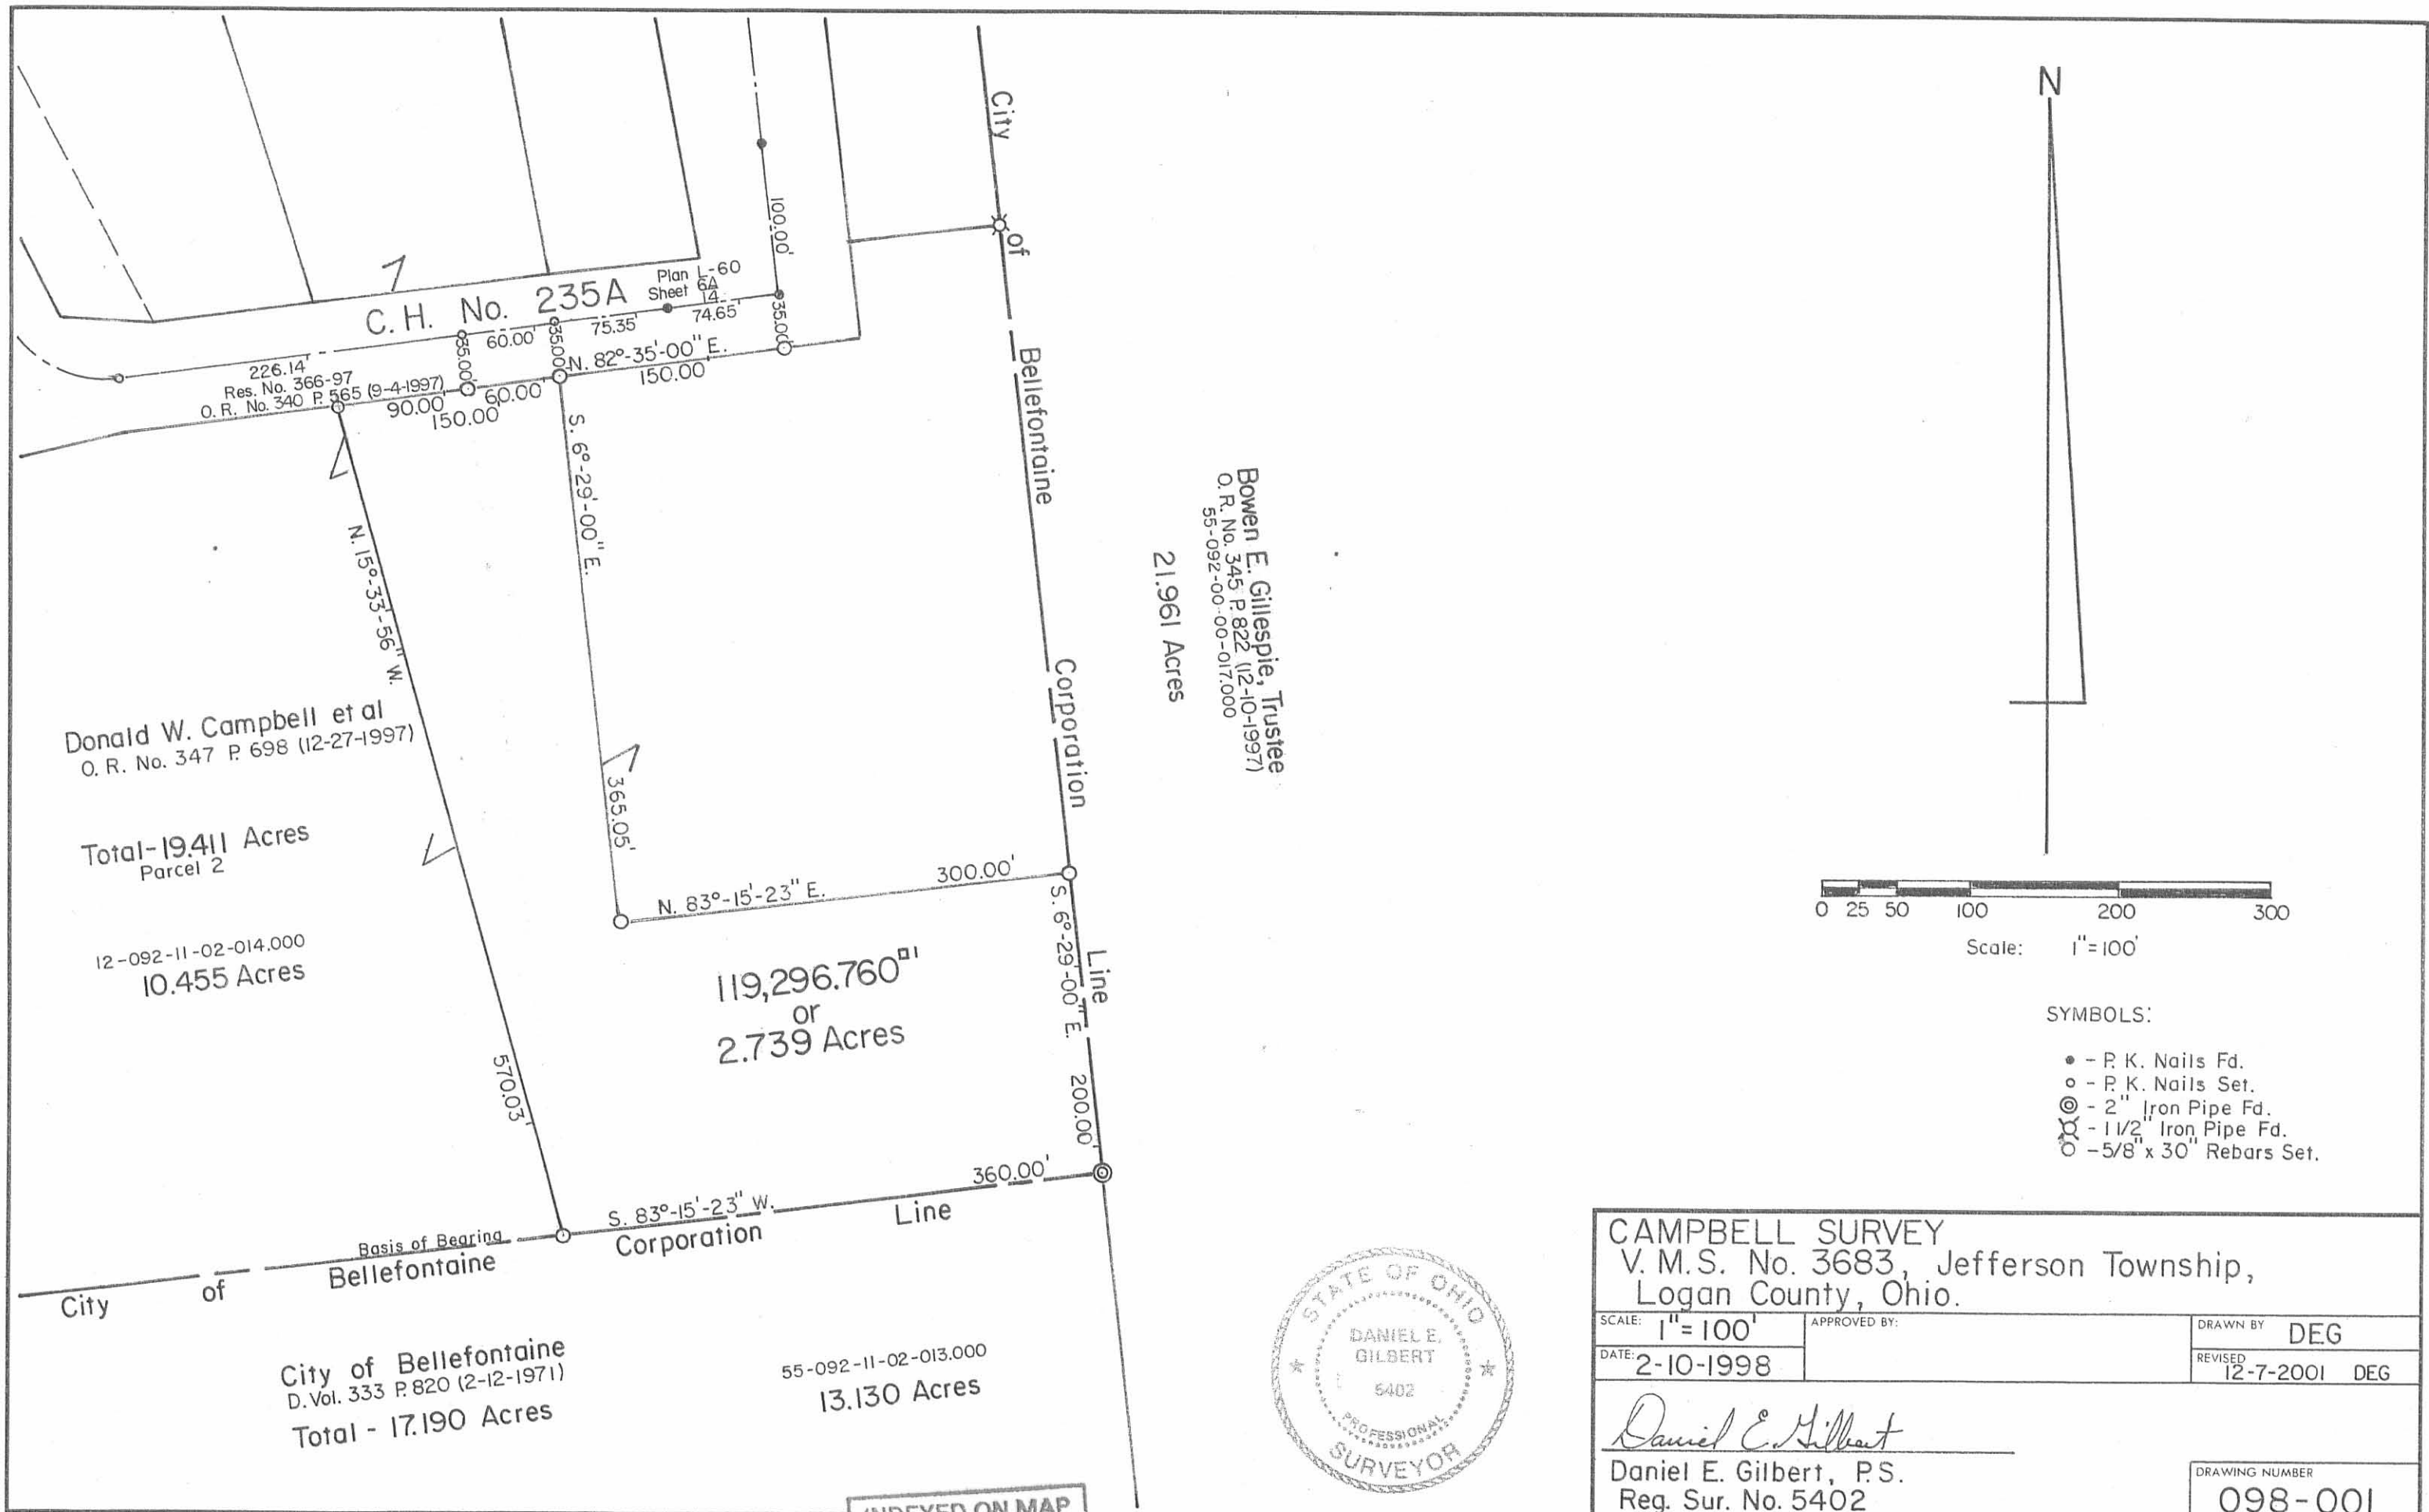 City of Bellefontaine Corporation Line
100.00'
Plan L-60
Sheet 6A
14
C. H. No. 235A
74.65'
35.00'
75.35'
60.00'
35.00'
35.00'
N. 82°-35'-00" E.
150.00'
226.14'
Res. No. 366-97
O. R. No. 340 P. 565 (9-4-1997)
90.00'
60.00'
150.00'
S. 6°-29'-00" E.
365.05'
N. 15°-33'-56" W.
570.03'
Bowen E. Gillespie, Trustee
O. R. No. 345 P. 822 (12-10-1997)
55-092-00-00-017.000
21.961 Acres
Donald W. Campbell et al
O. R. No. 347 P. 698 (12-27-1997)
Total-19.411 Acres
Parcel 2
12-092-11-02-014.000
10.455 Acres
N. 83°-15'-23" E.
300.00'
S. 6°-29'-00" E.
200.00'
119,296.760
or
2.739 Acres
S. 83°-15'-23" W.
360.00'
Basis of Bearing
City of Bellefontaine Corporation Line
City of Bellefontaine
D. Vol. 333 P. 820 (2-12-1971)
Total - 17.190 Acres
55-092-11-02-013.000
13.130 Acres
INDEXED ON MAP
N
0 25 50 100 200 300
Scale: 1"=100'
SYMBOLS:
- P. K. Nails Fd.
- P. K. Nails Set.
- 2" Iron Pipe Fd.
- 1 1/2" Iron Pipe Fd.
- 5/8" x 30" Rebars Set.
STATE OF OHIO
DANIEL E.
GILBERT
5402
PROFESSIONAL
SURVEYOR
CAMPBELL SURVEY
V. M. S. No. 3683, Jefferson Township,
Logan County, Ohio.
SCALE: 1"=100'
APPROVED BY:
DRAWN BY DEG
DATE: 2-10-1998
REVISED 12-7-2001 DEG
Daniel E. Gilbert
Daniel E. Gilbert, P.S.
Reg. Sur. No. 5402
DRAWING NUMBER
098-001